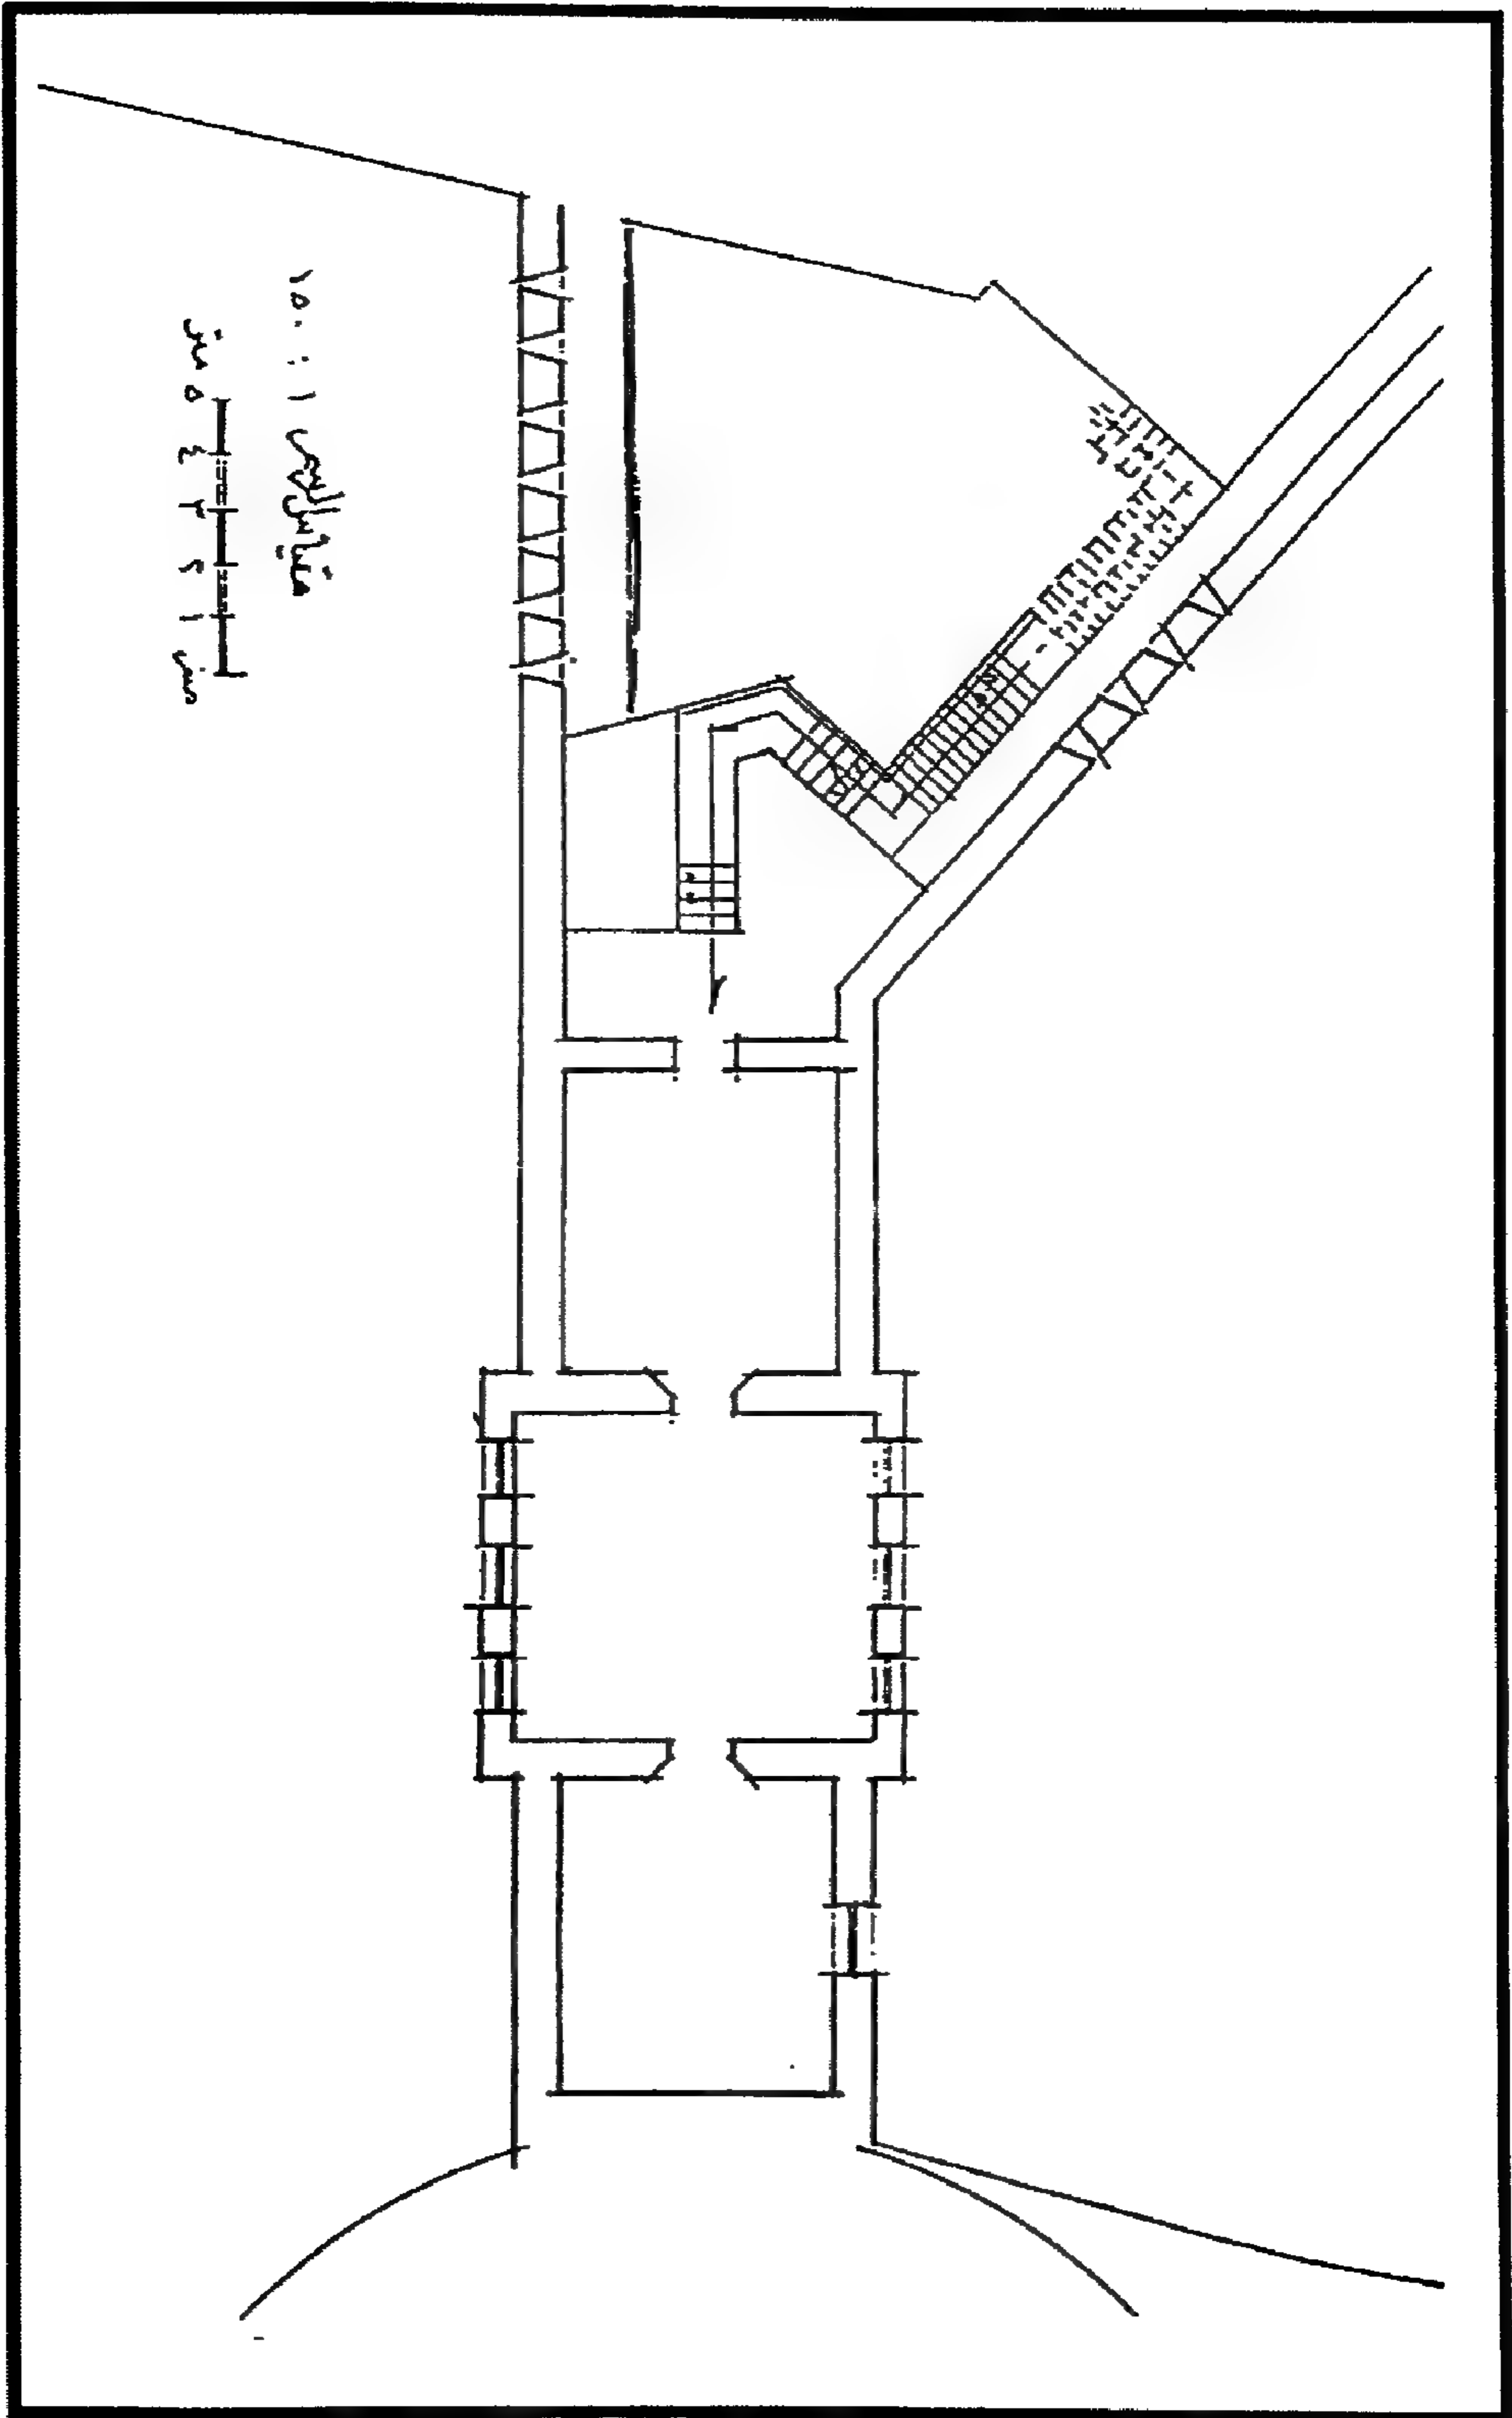 مقياس الرسم ١ : ١٥٠
صفر ١ ٢ ٣ ٤ ٥ متر